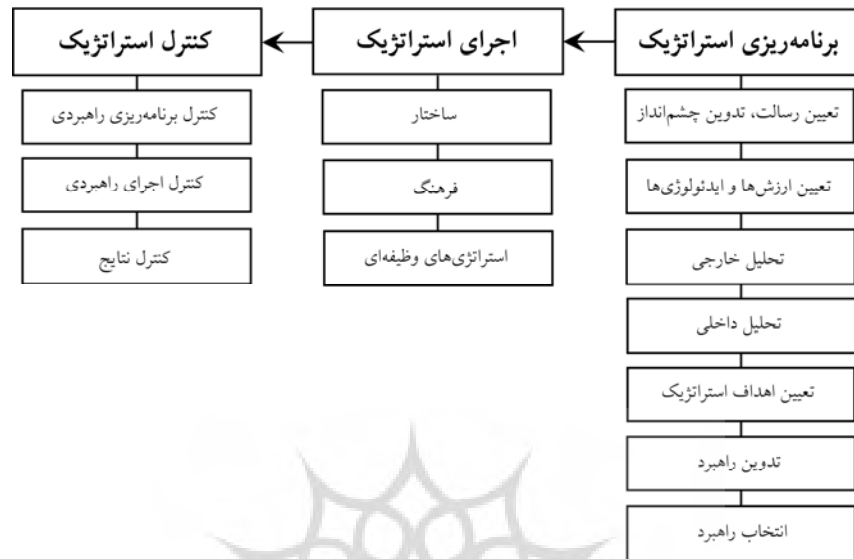 برنامه‌ریزی استراتژیک
تعیین رسالت، تدوین چشم‌انداز
تعیین ارزش‌ها و ایدئولوژی‌ها
تحلیل خارجی
تحلیل داخلی
تعیین اهداف استراتژیک
تدوین راهبرد
انتخاب راهبرد
اجرای استراتژیک
ساختار
فرهنگ
استراتژی‌های وظیفه‌ای
کنترل استراتژیک
کنترل برنامه‌ریزی راهبردی
کنترل اجرای راهبردی
کنترل نتایج